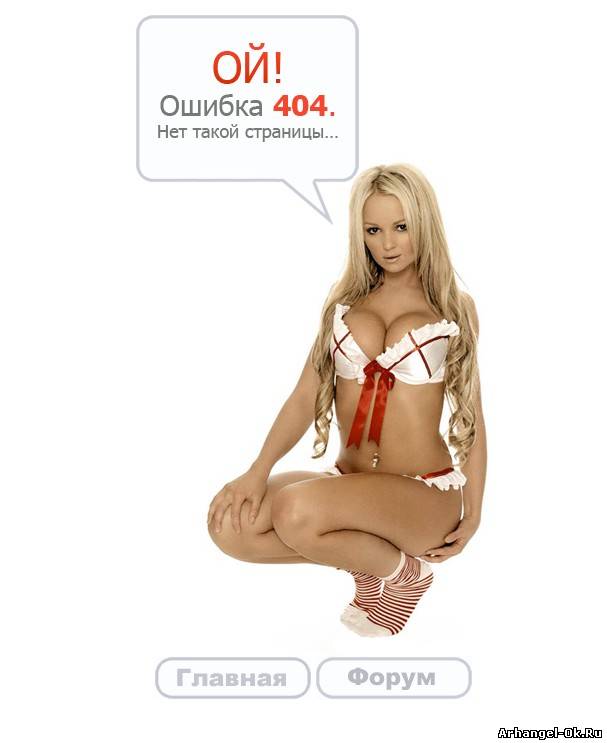 ОЙ!
Ошибка 404.
Нет такой страницы...
Главная
Форум
Arhangel-Ok.Ru